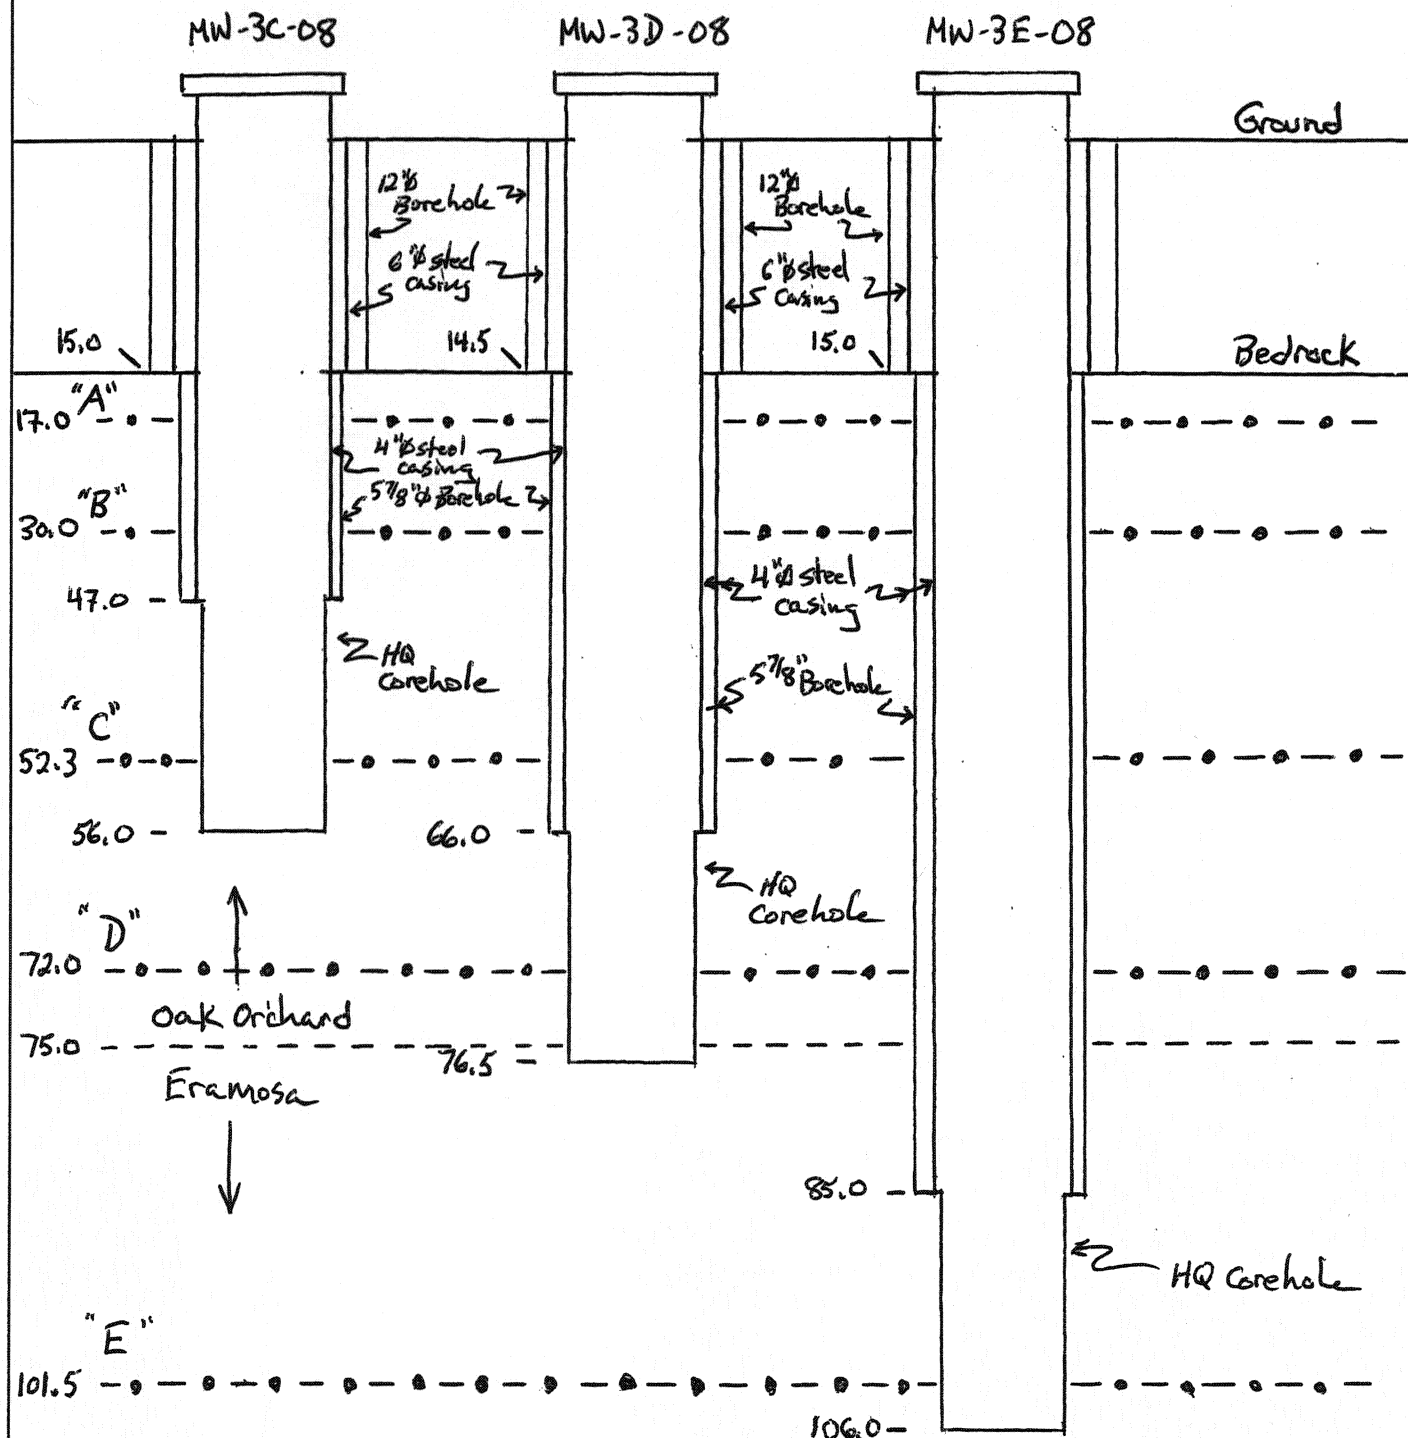 MW-3C-08
MW-3D-08
MW-3E-08
Ground
12"Ø
Borehole
12"Ø
Borehole
6"Ø steel
casing
6"Ø steel
casing
15.0
14.5
15.0
Bedrock
"A"
17.0
4"Ø steel
casing
5 7/8"Ø Borehole
"B"
30.0
4"Ø steel
casing
47.0
HQ
Corehole
5 7/8" Borehole
"C"
52.3
56.0
66.0
HQ
Corehole
"D"
72.0
Oak Orchard
75.0
76.5
Eramosa
85.0
HQ Corehole
"E"
101.5
106.0